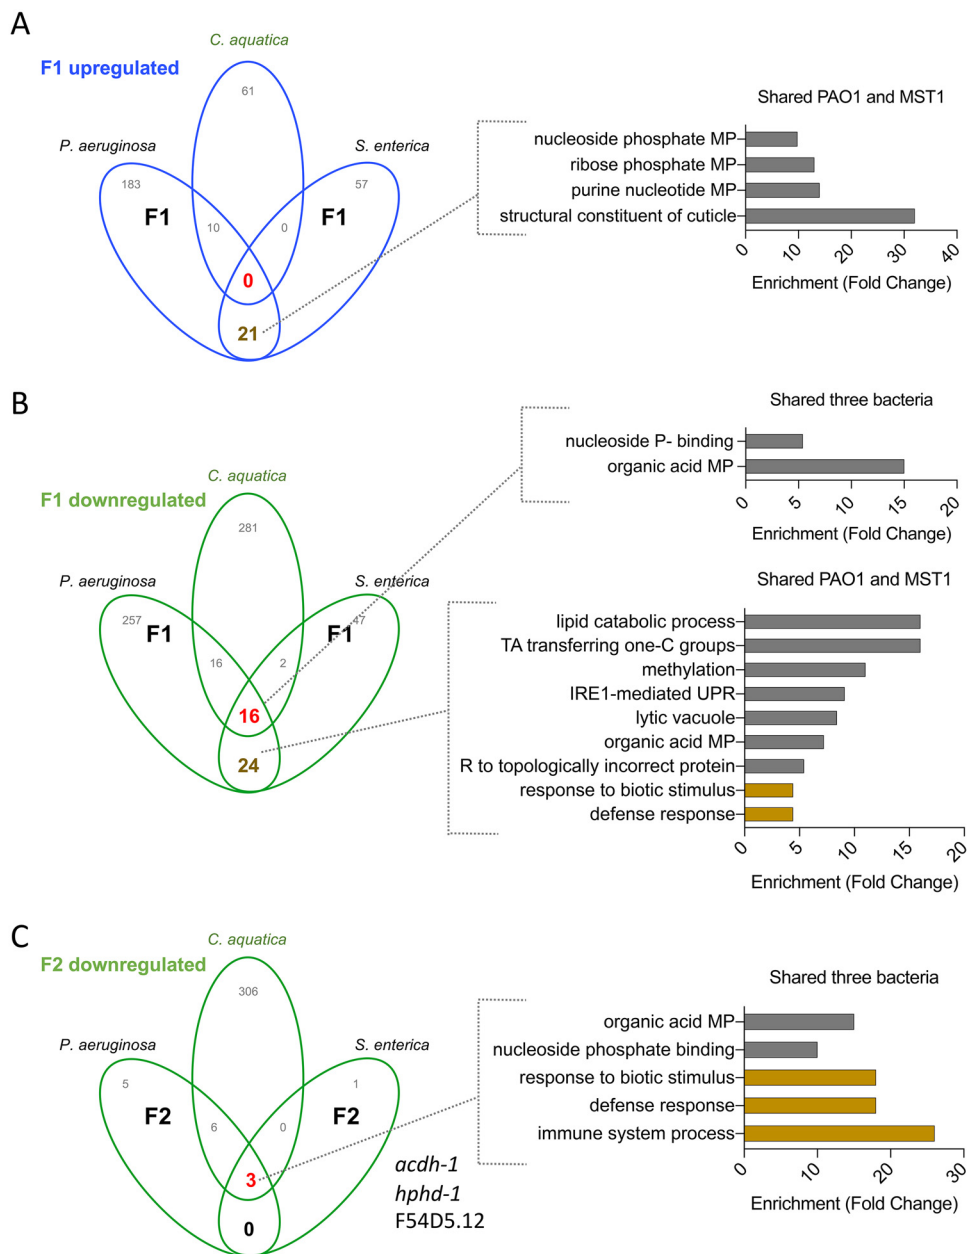 A
C. aquatica
F1 upregulated
61
Shared PAO1 and MST1
P. aeruginosa
S. enterica
nucleoside phosphate MP
ribose phosphate MP
purine nucleotide MP
structural constituent of cuticle
183
57
F1
F1
10
0
0
10
20
30
40
Enrichment (Fold Change)
0
21
B
Shared three bacteria
nucleoside P- binding
organic acid MP
0
5
10
15
20
Enrichment (Fold Change)
C. aquatica
F1 downregulated
281
P. aeruginosa
S. enterica
257
47
F1
F1
16
2
16
24
Shared PAO1 and MST1
lipid catabolic process
TA transferring one-C groups
methylation
IRE1-mediated UPR
lytic vacuole
organic acid MP
R to topologically incorrect protein
response to biotic stimulus
defense response
0
5
10
15
20
Enrichment (Fold Change)
C
C. aquatica
F2 downregulated
306
P. aeruginosa
S. enterica
5
1
F2
F2
6
0
3
0
acdh-1
hphd-1
F54D5.12
Shared three bacteria
organic acid MP
nucleoside phosphate binding
response to biotic stimulus
defense response
immune system process
0
10
20
30
Enrichment (Fold Change)